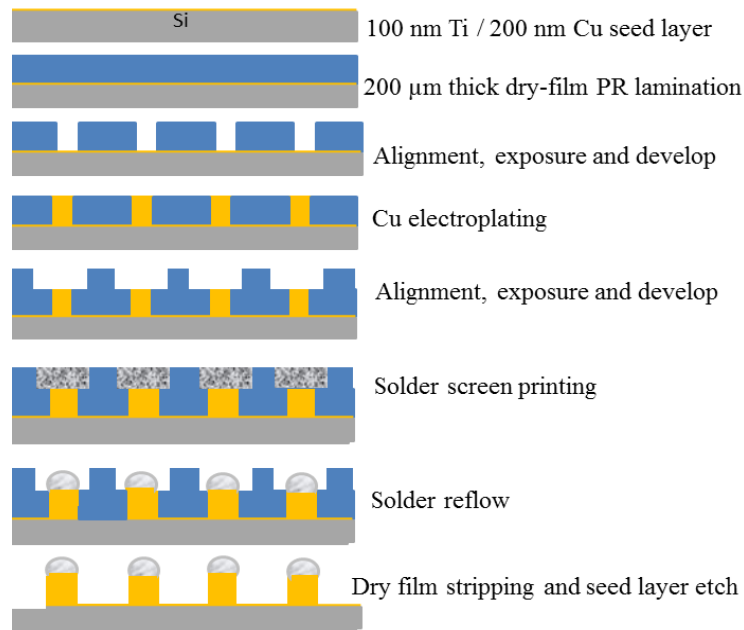 Si
100 nm Ti / 200 nm Cu seed layer
200 µm thick dry-film PR lamination
Alignment, exposure and develop
Cu electroplating
Alignment, exposure and develop
Solder screen printing
Solder reflow
Dry film stripping and seed layer etch